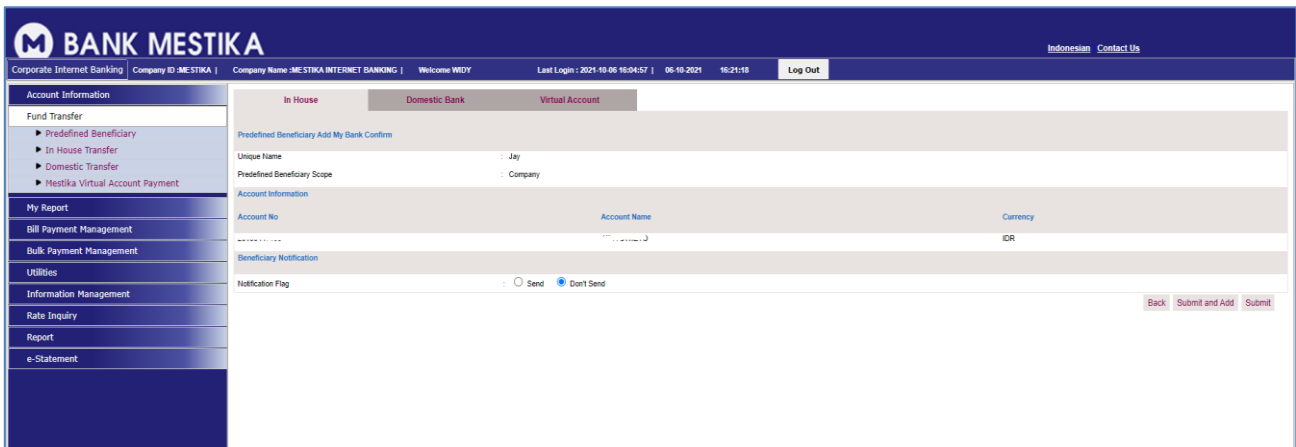 BANK MESTIKA
Indonesian Contact Us
Corporate Internet Banking Company ID :MESTIKA | Company Name :MESTIKA INTERNET BANKING | Welcome WIDY Last Login : 2021-10-06 16:04:57 | 06-10-2021 16:21:18 Log Out
Account Information
Fund Transfer
Predefined Beneficiary
In House Transfer
Domestic Transfer
Mestika Virtual Account Payment
My Report
Bill Payment Management
Bulk Payment Management
Utilities
Information Management
Rate Inquiry
Report
e-Statement
In House Domestic Bank Virtual Account
Predefined Beneficiary Add My Bank Confirm
Unique Name : Jay
Predefined Beneficiary Scope : Company
Account Information
Account No Account Name Currency
IDR
Beneficiary Notification
Notification Flag : Send Don't Send
Back Submit and Add Submit